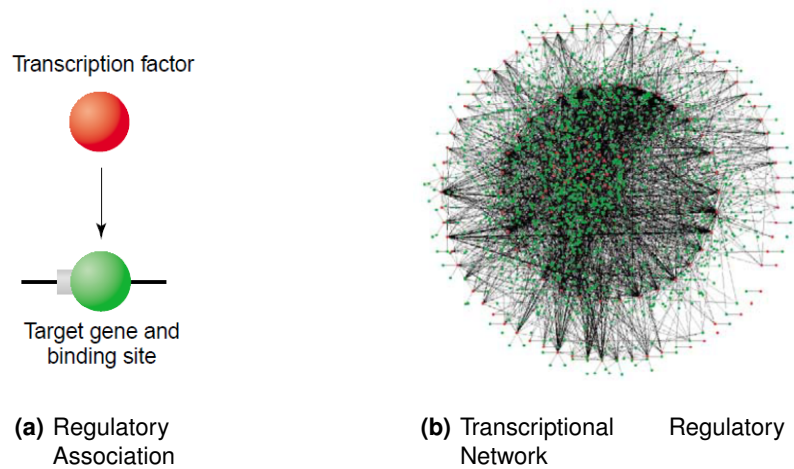 Transcription factor
Target gene and
binding site
(a) Regulatory
Association
(b) Transcriptional Regulatory
Network